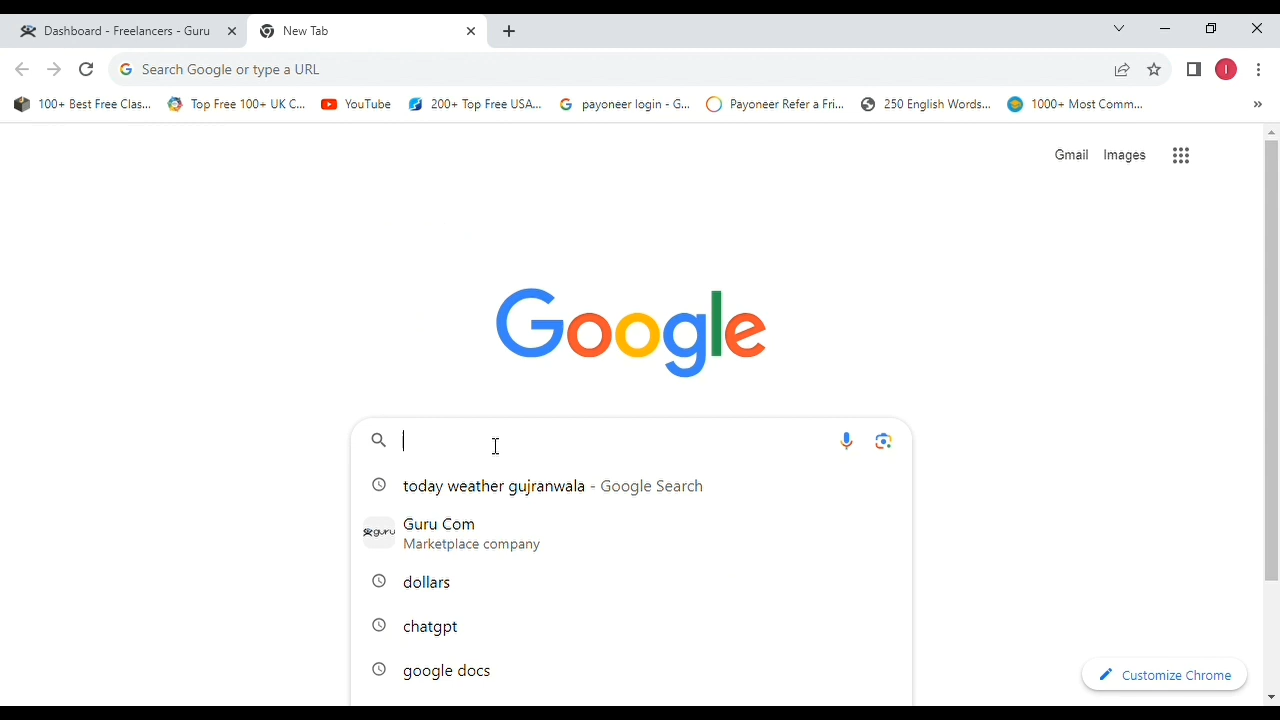 Dashboard - Freelancers - Guru
New Tab
Search Google or type a URL
100+ Best Free Clas...
Top Free 100+ UK C...
YouTube
200+ Top Free USA...
payoneer login - G...
Payoneer Refer a Fri...
250 English Words...
1000+ Most Comm...
I
Gmail
Images
Google
today weather gujranwala - Google Search
guru
Guru Com
Marketplace company
dollars
chatgpt
google docs
Customize Chrome